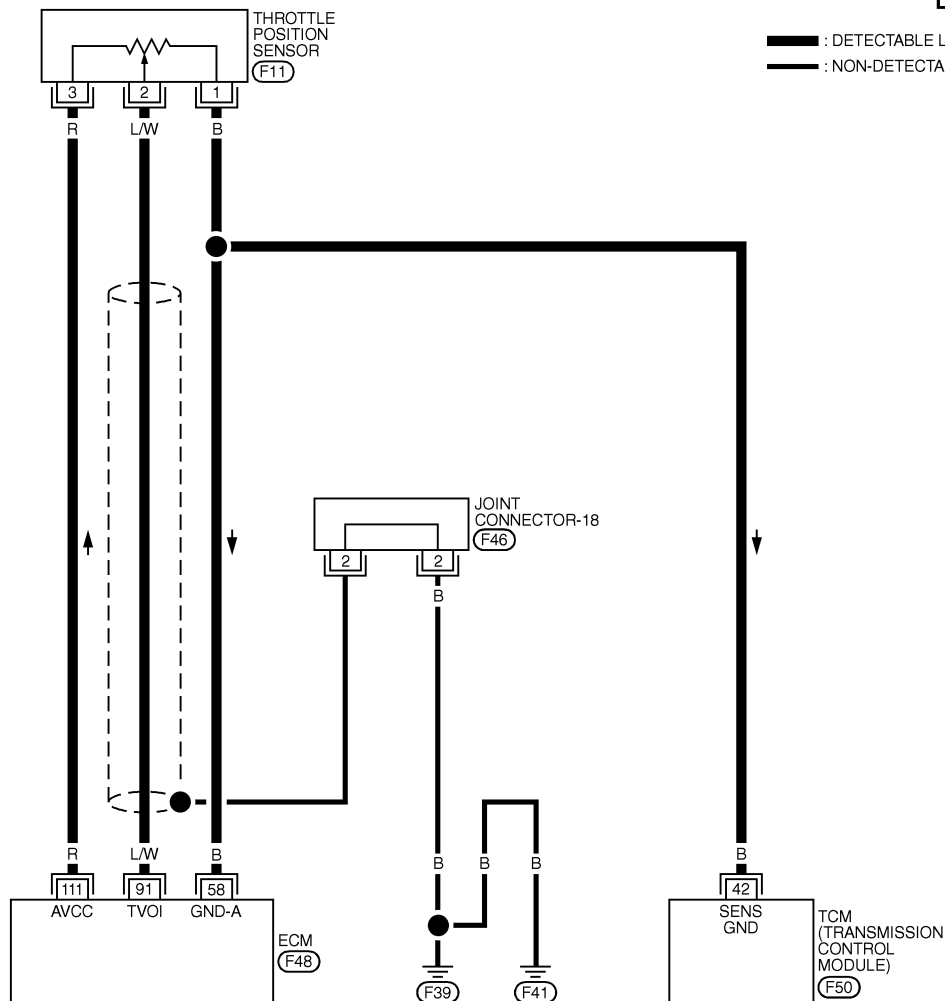 THROTTLE
POSITION
SENSOR
F11
: DETECTABLE L
: NON-DETECTA
3 2 1
R L/W B
JOINT
CONNECTOR-18
F46
2 2
B
R L/W B B B B B
111 91 58 42
AVCC TVOI GND-A
SENS
GND
ECM
F48
TCM
(TRANSMISSION
CONTROL
MODULE)
F50
F39 F41